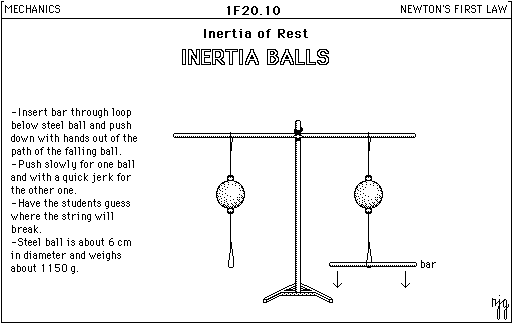 MECHANICS
1F20.10
NEWTON'S FIRST LAW
Inertia of Rest
INERTIA BALLS
-Insert bar through loop
below steel ball and push
down with hands out of the
path of the falling ball.
-Push slowly for one ball
and with a quick jerk for
the other one.
-Have the students guess
where the string will
break.
-Steel ball is about 6 cm
in diameter and weighs
about 1150 g.
bar